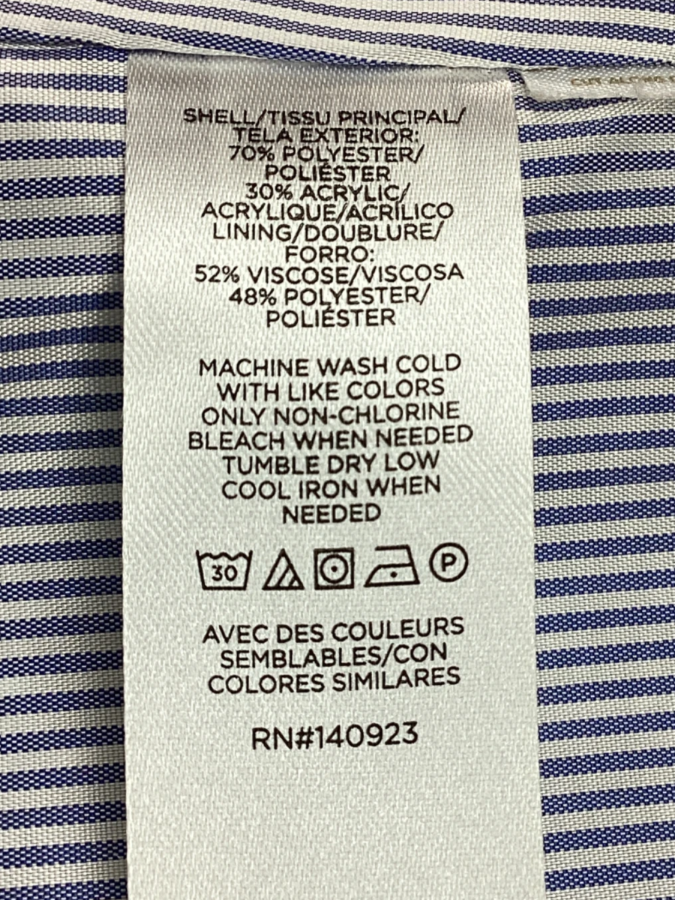 CUT ALONG
SHELL/TISSU PRINCIPAL/
TELA EXTERIOR:
70% POLYESTER/
POLIÉSTER
30% ACRYLIC/
ACRYLIQUE/ACRÍLICO
LINING/DOUBLURE/
FORRO:
52% VISCOSE/VISCOSA
48% POLYESTER/
POLIÉSTER
MACHINE WASH COLD
WITH LIKE COLORS
ONLY NON-CHLORINE
BLEACH WHEN NEEDED
TUMBLE DRY LOW
COOL IRON WHEN
NEEDED
30 P
AVEC DES COULEURS
SEMBLABLES/CON
COLORES SIMILARES
RN#140923